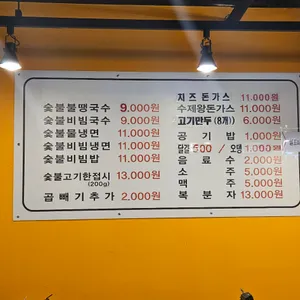 숯불불땡국수 9,000원
숯불비빔국수 9,000원
숯불물냉면 11,000원
숯불비빔냉면 11,000원
숯불비빔밥 11,000원
숯불고기한접시 13,000원
(200g)
곱빼기추가 2,000원
치즈돈가스 11,000원
수제왕돈가스 11,000원
고기만두(8개) 6,000원
공기밥 1,000원
달걀 500 / 오뎅 1,000원
음료수 2,000원
소주 5,000원
맥주 5,000원
복분자 13,000원